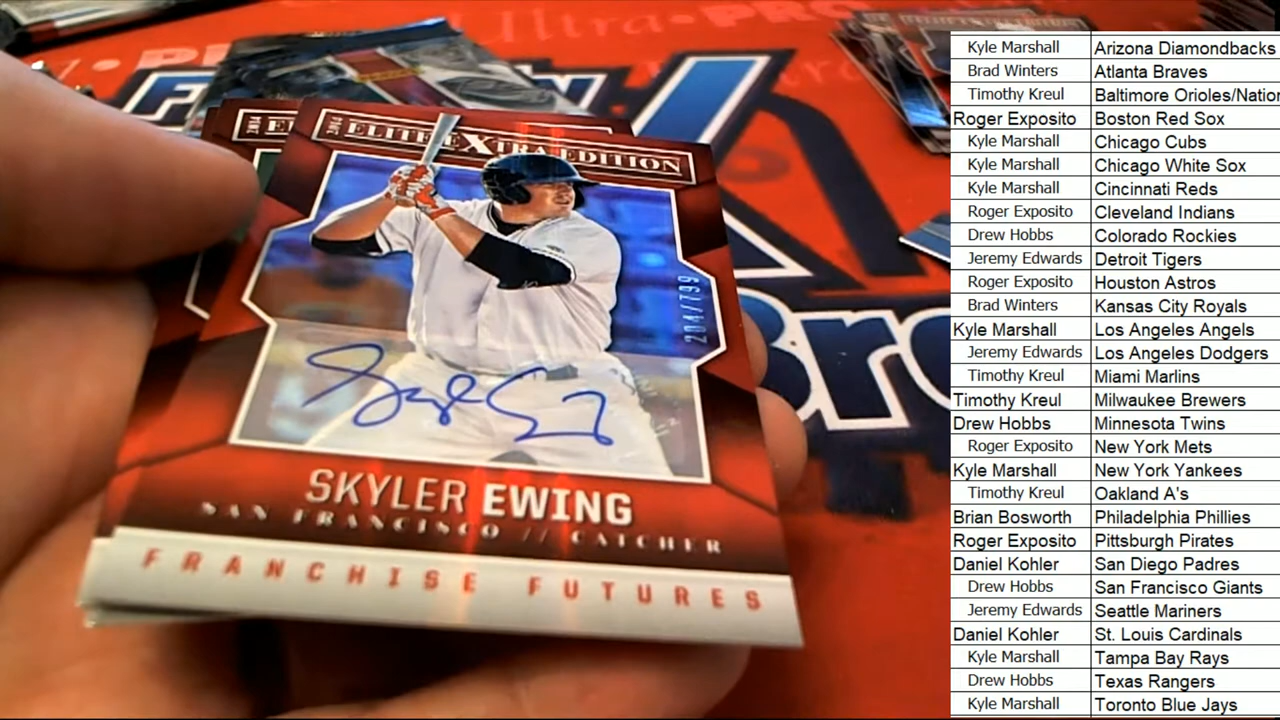 Ultra • PRO
2014 ELITE EXTRA EDITION
204/799
SKYLER EWING
SAN FRANCISCO // CATCHER
FRANCHISE FUTURES
Kyle Marshall Arizona Diamondbacks
Brad Winters Atlanta Braves
Timothy Kreul Baltimore Orioles/Nation
Roger Exposito Boston Red Sox
Kyle Marshall Chicago Cubs
Kyle Marshall Chicago White Sox
Kyle Marshall Cincinnati Reds
Roger Exposito Cleveland Indians
Drew Hobbs Colorado Rockies
Jeremy Edwards Detroit Tigers
Roger Exposito Houston Astros
Brad Winters Kansas City Royals
Kyle Marshall Los Angeles Angels
Jeremy Edwards Los Angeles Dodgers
Timothy Kreul Miami Marlins
Timothy Kreul Milwaukee Brewers
Drew Hobbs Minnesota Twins
Roger Exposito New York Mets
Kyle Marshall New York Yankees
Timothy Kreul Oakland A's
Brian Bosworth Philadelphia Phillies
Roger Exposito Pittsburgh Pirates
Daniel Kohler San Diego Padres
Drew Hobbs San Francisco Giants
Jeremy Edwards Seattle Mariners
Daniel Kohler St. Louis Cardinals
Kyle Marshall Tampa Bay Rays
Drew Hobbs Texas Rangers
Kyle Marshall Toronto Blue Jays